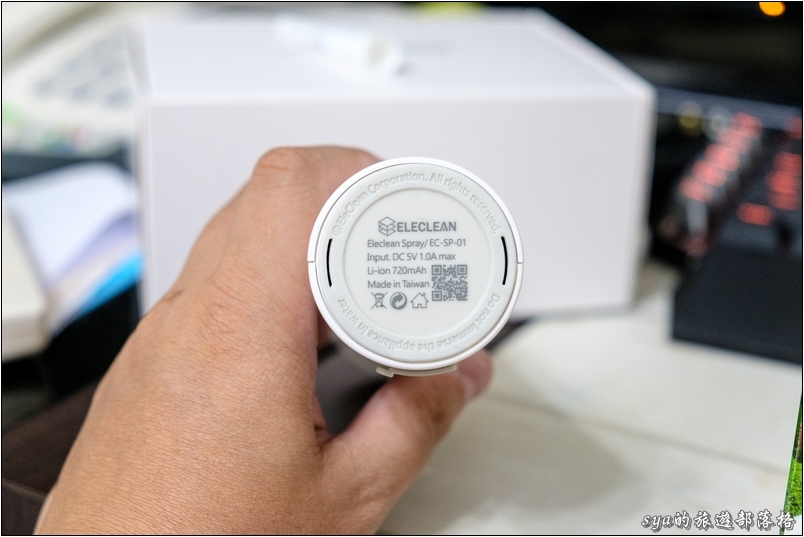 ©EleClean Corporation. All rights reserved.
ELECLEAN
Eleclean Spray/ EC-SP-01
Input. DC 5V 1.0A max
Li-ion 720mAh
Made in Taiwan
Do not immerse the appliance in water
sya的旅遊部落格